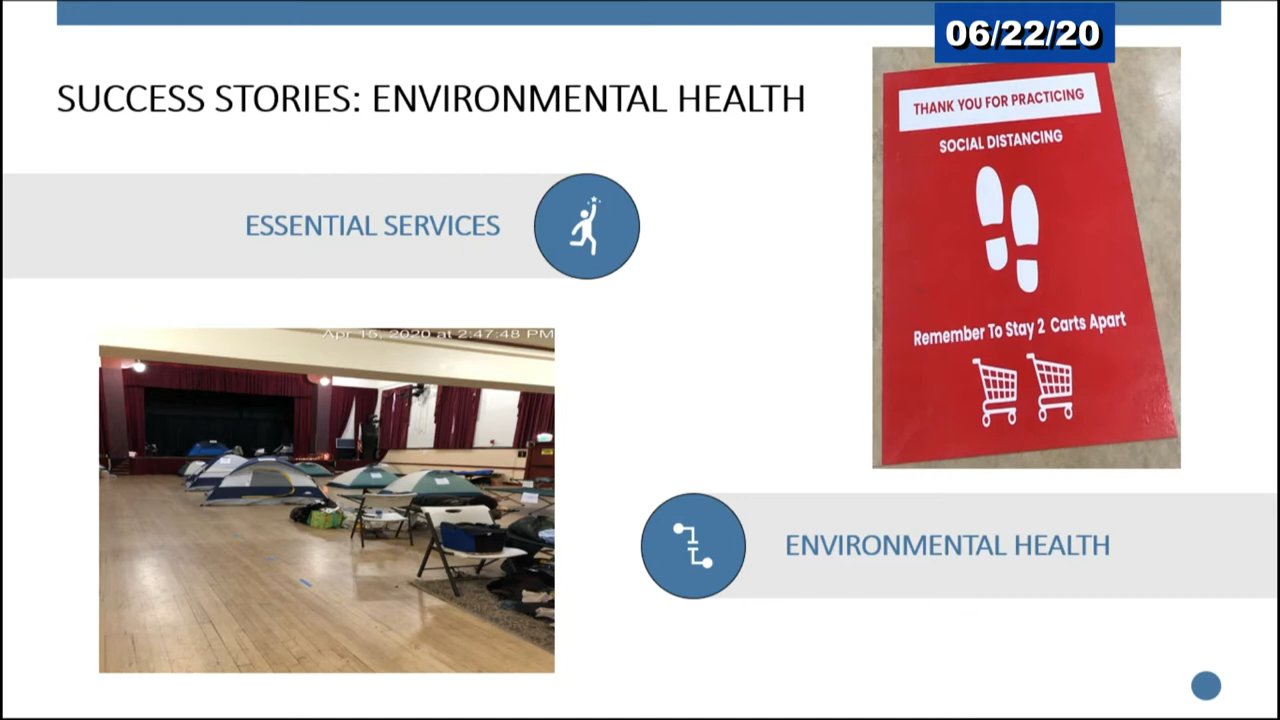 06/22/20
SUCCESS STORIES: ENVIRONMENTAL HEALTH
THANK YOU FOR PRACTICING
SOCIAL DISTANCING
Remember To Stay 2 Carts Apart
ESSENTIAL SERVICES
Apr 15, 2020 at 2:47:48 PM
ENVIRONMENTAL HEALTH